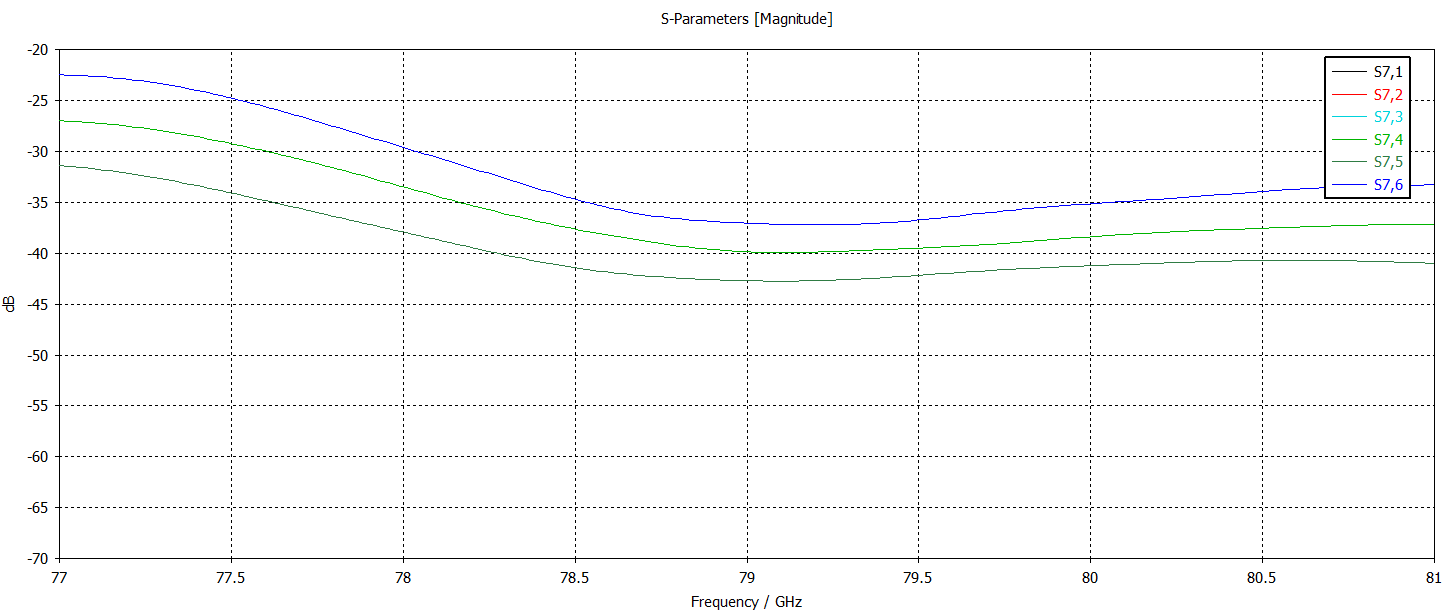 S-Parameters [Magnitude]
-20
-25
-30
-35
-40
-45
-50
-55
-60
-65
-70
dB
S7,1
S7,2
S7,3
S7,4
S7,5
S7,6
77 77.5 78 78.5 79 79.5 80 80.5 81
Frequency / GHz